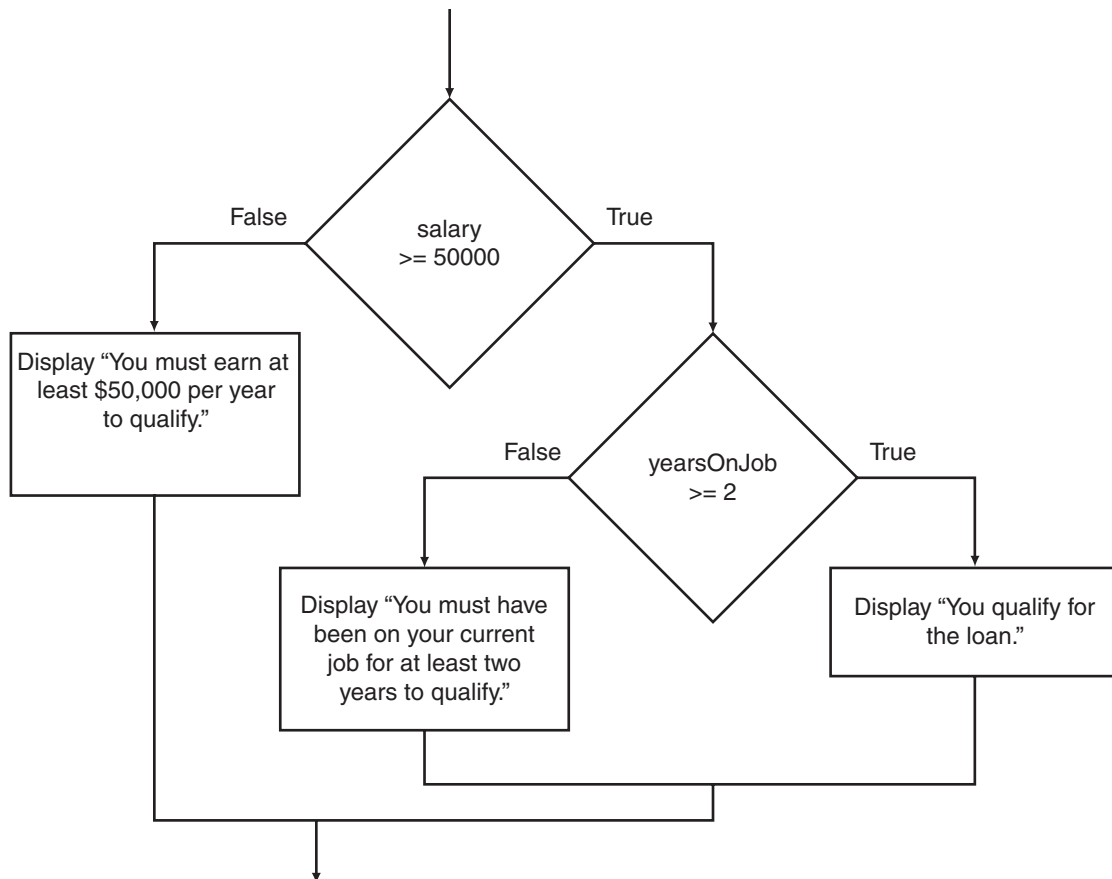 False
True
salary
>= 50000
Display “You must earn at
least $50,000 per year
to qualify.”
False
True
yearsOnJob
>= 2
Display “You must have
been on your current
job for at least two
years to qualify.”
Display “You qualify for
the loan.”